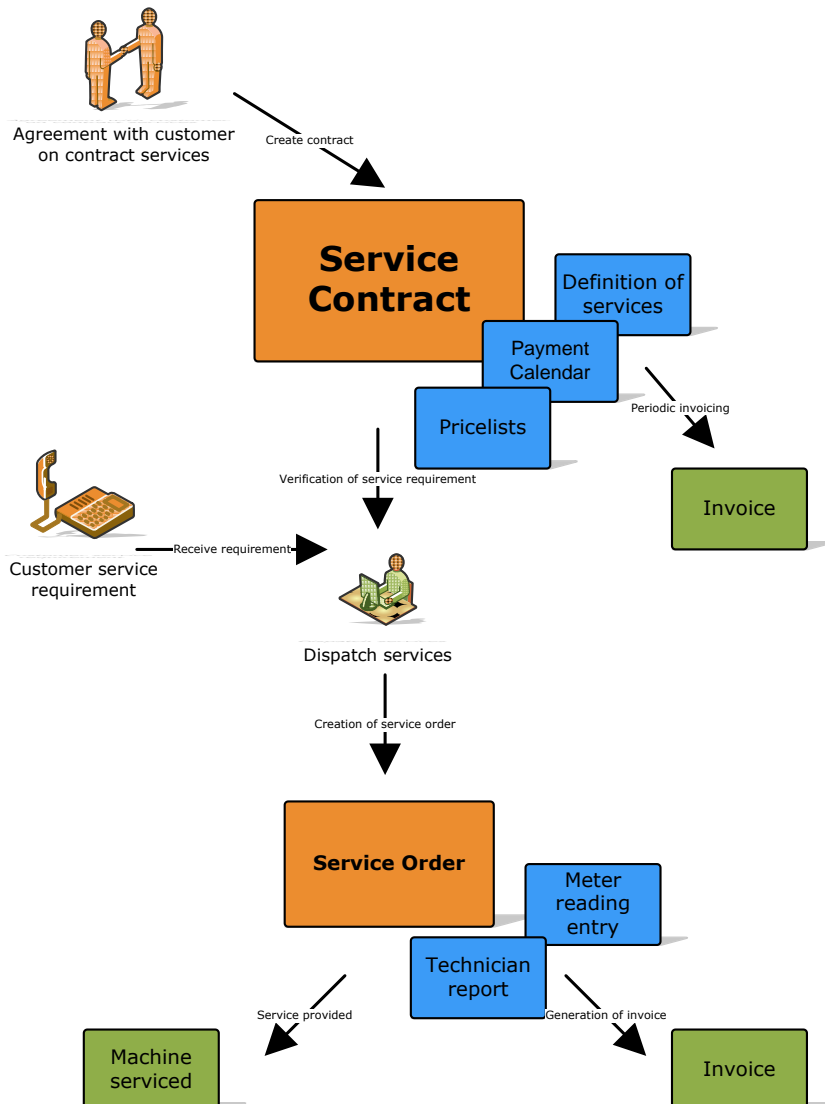 Agreement with customer
on contract services
Create contract
Service
Contract
Definition of
services
Payment
Calendar
Pricelists
Periodic invoicing
Invoice
Verification of service requirement
Receive requirement
Customer service
requirement
Dispatch services
Creation of service order
Service Order
Meter
reading
entry
Technician
report
Service provided
Generation of invoice
Machine
serviced
Invoice